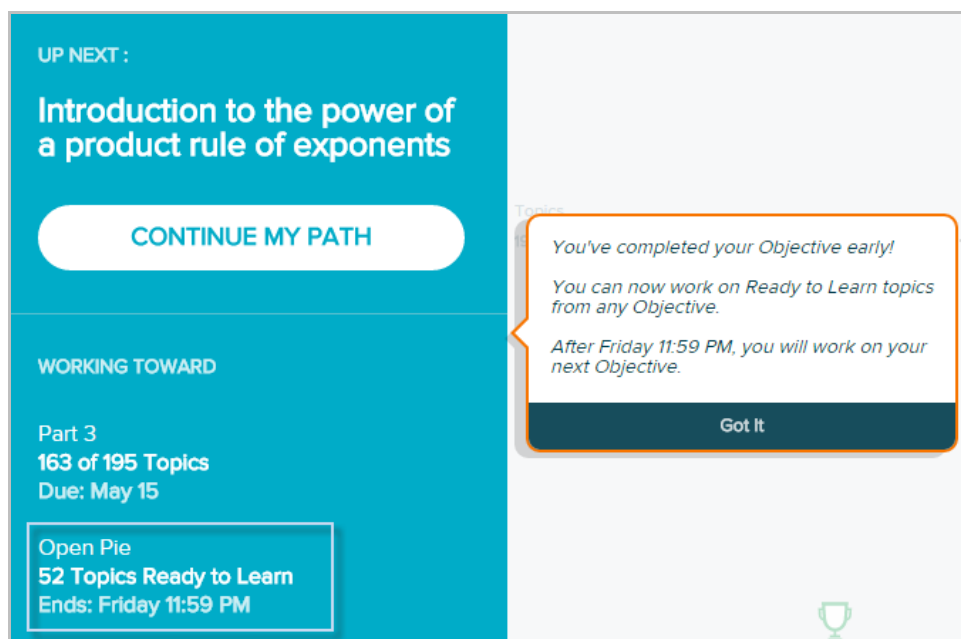 UP NEXT :
Introduction to the power of
a product rule of exponents
CONTINUE MY PATH
WORKING TOWARD
Part 3
163 of 195 Topics
Due: May 15
Open Pie
52 Topics Ready to Learn
Ends: Friday 11:59 PM
Topics
You've completed your Objective early!
You can now work on Ready to Learn topics
from any Objective.
After Friday 11:59 PM, you will work on your
next Objective.
Got It